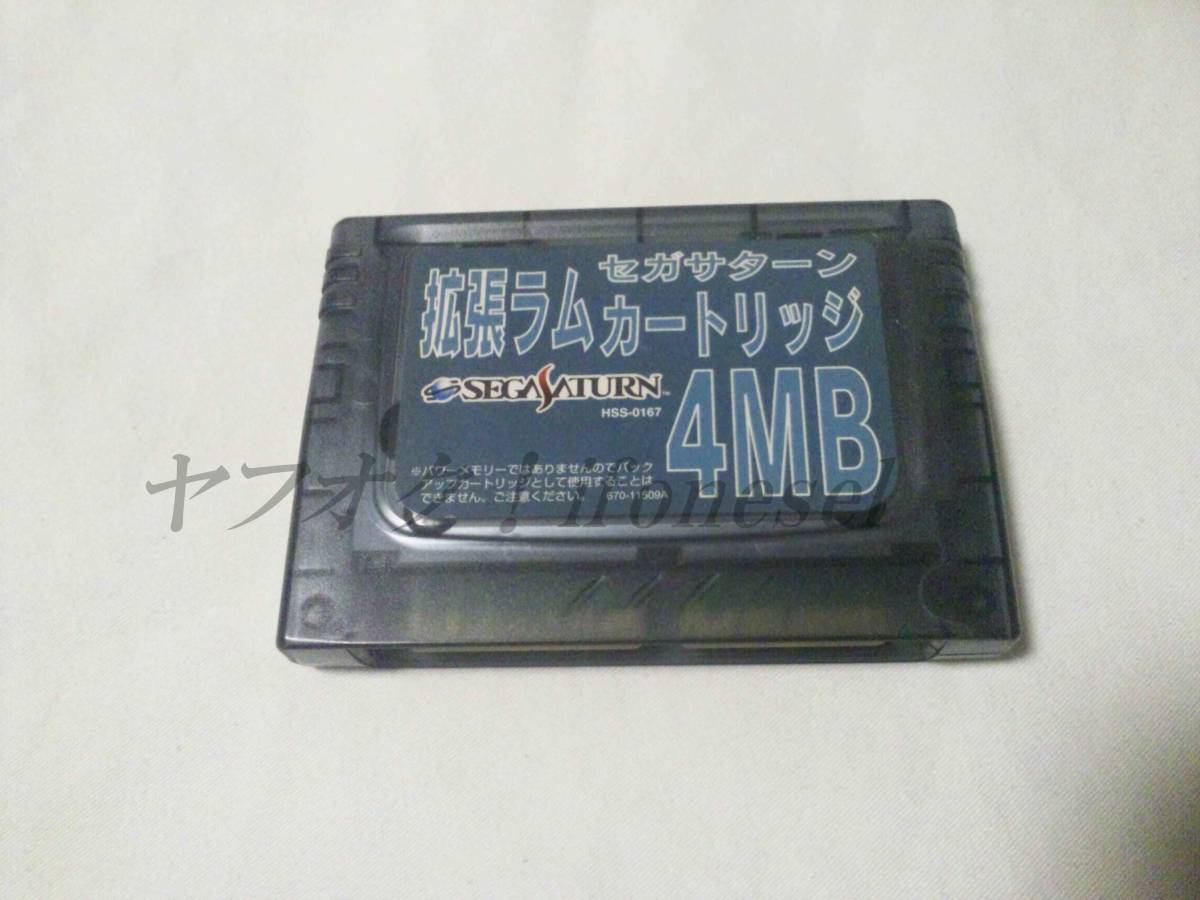 セガサターン
拡張ラムカートリッジ
SEGA SATURN™
HSS-0167
4MB
※パワーメモリーではありませんのでバック
アップカートリッジとして使用することは
できません。ご注意ください。 670-11509A
ヤフオク！ifonesel